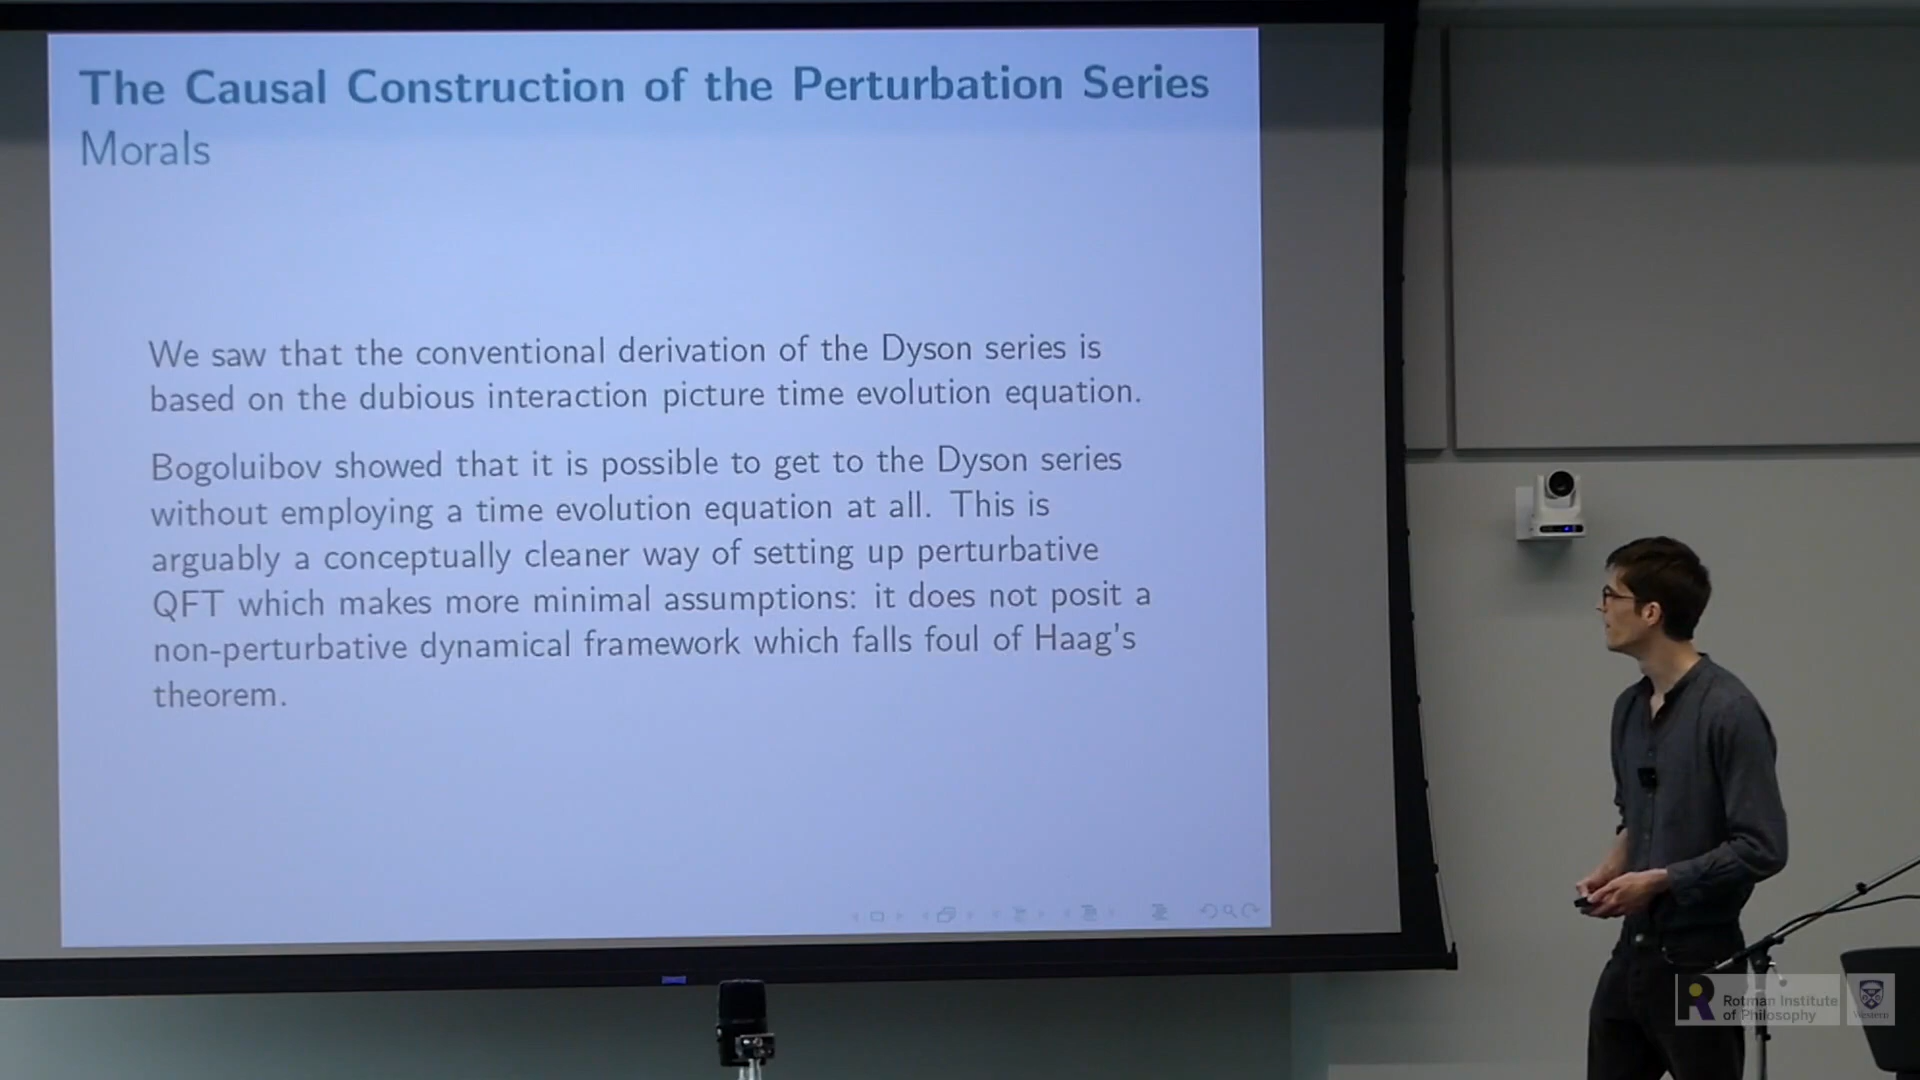 The Causal Construction of the Perturbation Series
Morals
We saw that the conventional derivation of the Dyson series is
based on the dubious interaction picture time evolution equation.
Bogoluibov showed that it is possible to get to the Dyson series
without employing a time evolution equation at all. This is
arguably a conceptually cleaner way of setting up perturbative
QFT which makes more minimal assumptions: it does not posit a
non-perturbative dynamical framework which falls foul of Haag's
theorem.
R
Rotman Institute
of Philosophy
Western